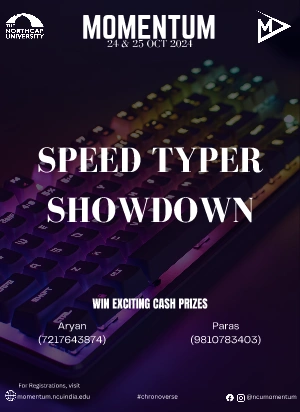 THE
NORTHCAP
UNIVERSITY
MOMENTUM
24 & 25 OCT 2024
M
SPEED TYPER
SHOWDOWN
WIN EXCITING CASH PRIZES
Aryan
(7217643874)
Paras
(9810783403)
For Registrations, visit
momentum.ncuindia.edu
#chronoverse
@ncumomentum